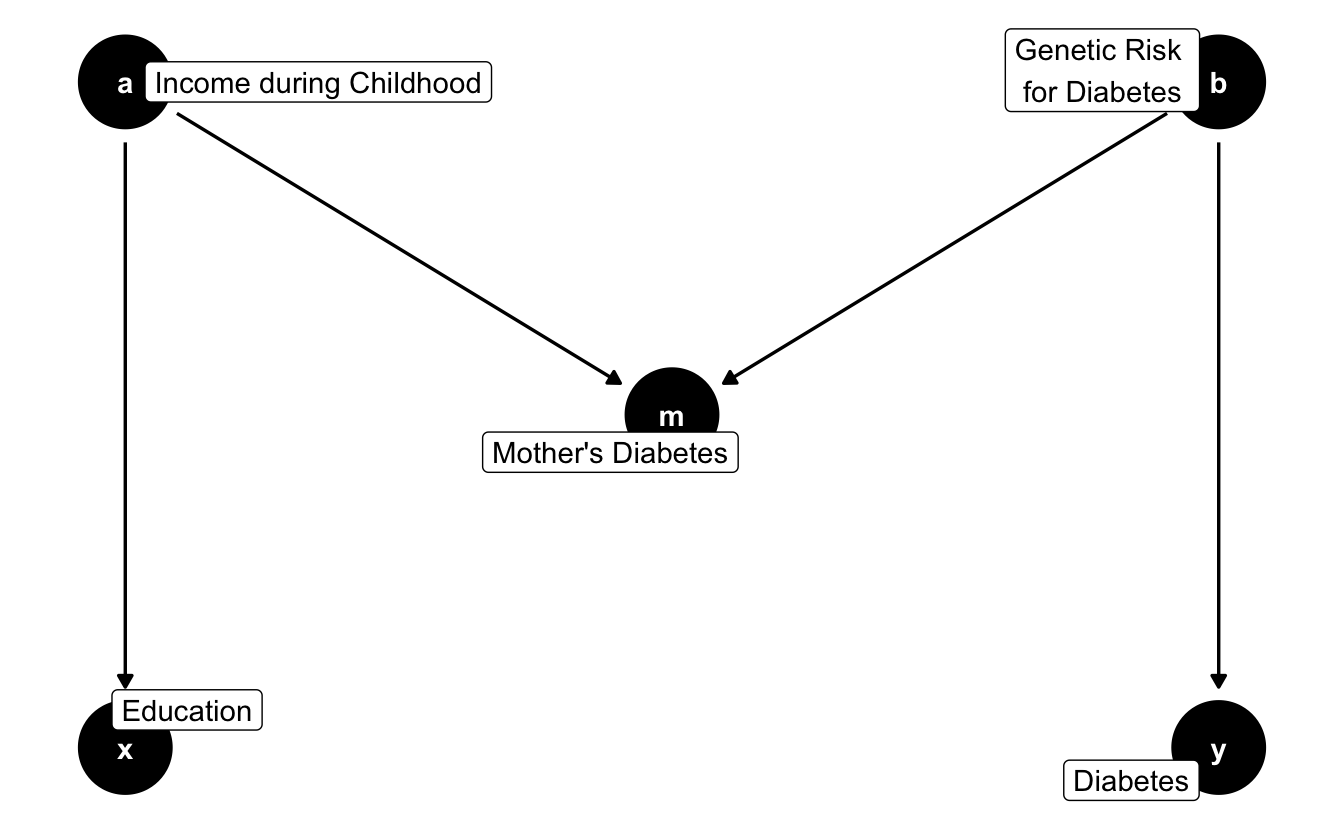 a
Income during Childhood
Genetic Risk
for Diabetes
b
m
Mother's Diabetes
Education
x
y
Diabetes